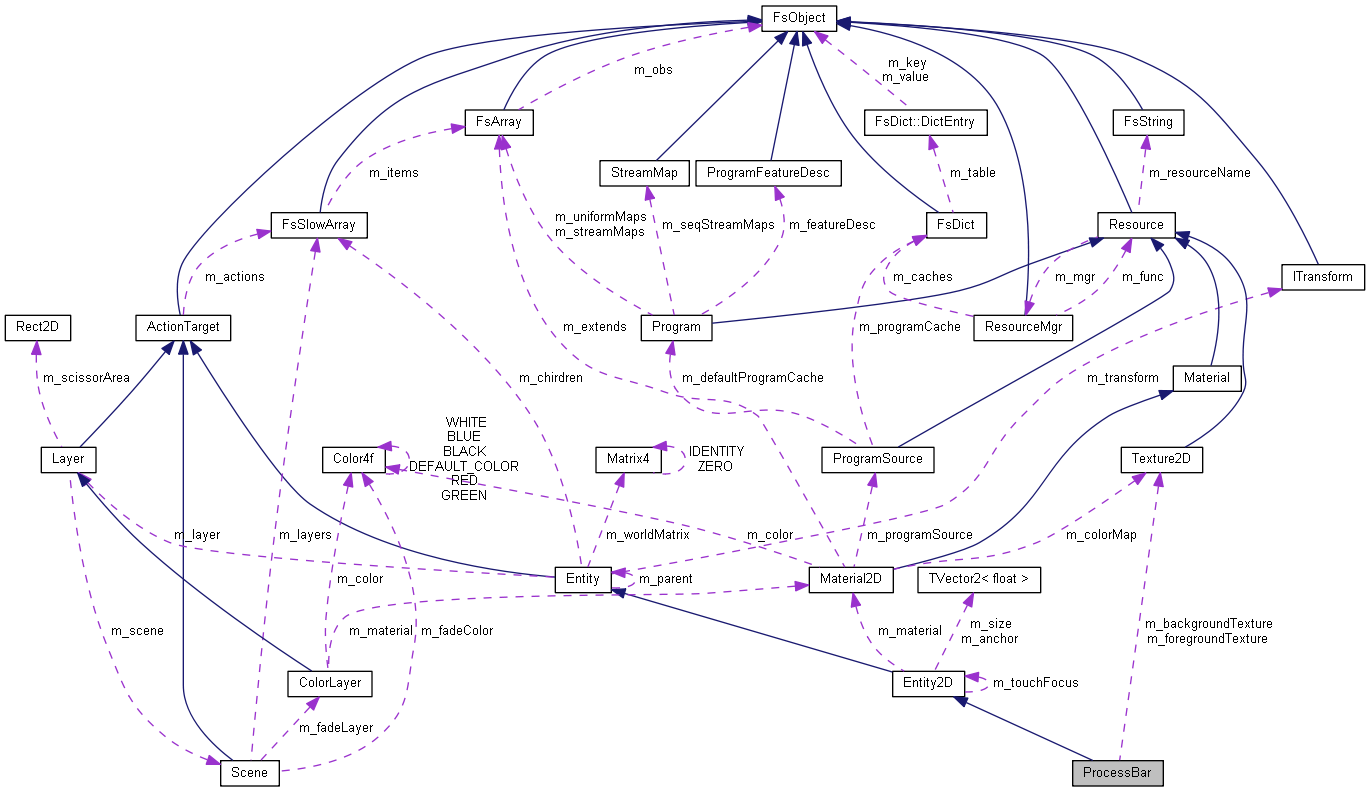 FsObject
m_key
m_value
m_obs
FsArray
FsDict::DictEntry
FsString
StreamMap
ProgramFeatureDesc
m_items
m_table
m_resourceName
FsSlowArray
m_uniformMaps
m_streamMaps
m_seqStreamMaps
m_featureDesc
FsDict
Resource
m_actions
m_caches
m_mgr
m_func
ITransform
Rect2D
ActionTarget
m_extends
Program
m_programCache
ResourceMgr
m_scissorArea
m_chirdren
m_defaultProgramCache
m_transform
Material
WHITE
BLUE
BLACK
DEFAULT_COLOR
RED
GREEN
Layer
Color4f
Matrix4
IDENTITY
ZERO
ProgramSource
Texture2D
m_layer
m_layers
m_worldMatrix
m_color
m_programSource
m_colorMap
m_color
Entity
m_parent
Material2D
TVector2< float >
m_scene
m_material
m_fadeColor
m_material
m_size
m_anchor
m_backgroundTexture
m_foregroundTexture
ColorLayer
Entity2D
m_touchFocus
m_fadeLayer
Scene
ProcessBar